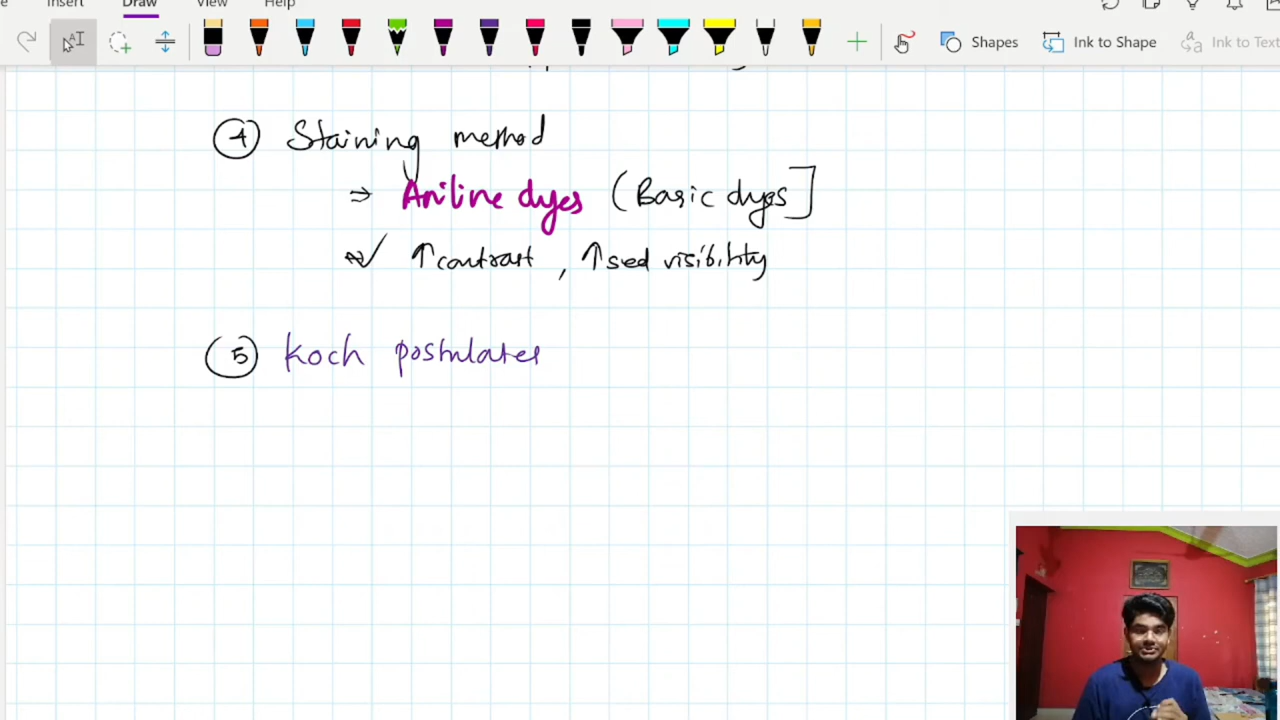 Insert Draw View Help
Shapes Ink to Shape Ink to Text
④ Staining method
⇒ Aniline dyes (Basic dyes]
↑contrast, ↑sed visibility
⑤ Koch postulates